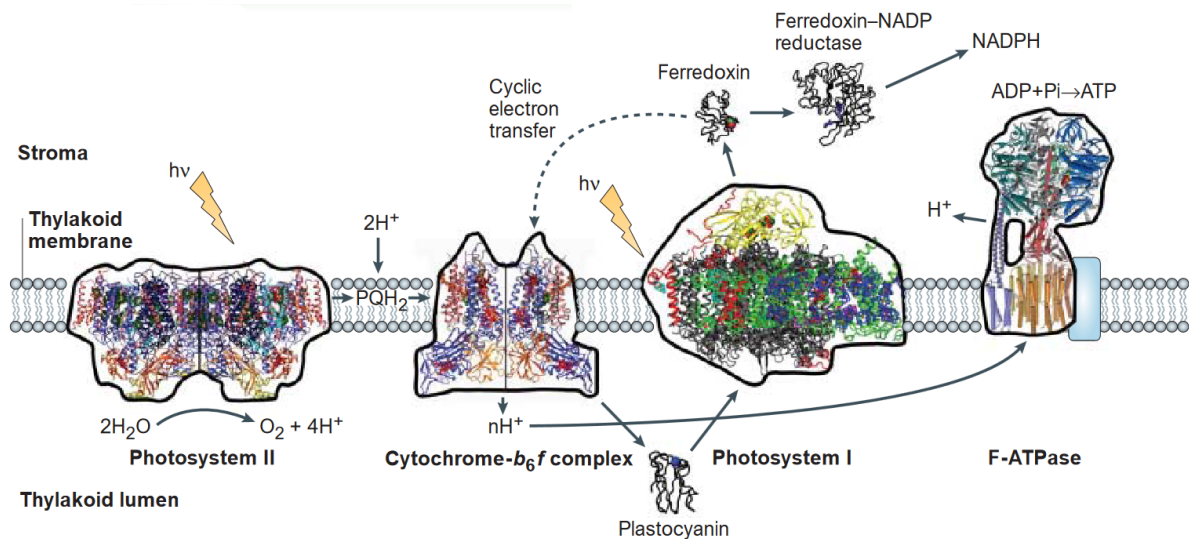 Ferredoxin–NADP
reductase
NADPH
Ferredoxin
Cyclic
electron
transfer
ADP+Pi→ATP
Stroma
hν
hν
Thylakoid
membrane
2H⁺
H⁺
PQH₂
2H₂O
O₂ + 4H⁺
nH⁺
Photosystem II
Cytochrome-b₆f complex
Photosystem I
F-ATPase
Thylakoid lumen
Plastocyanin